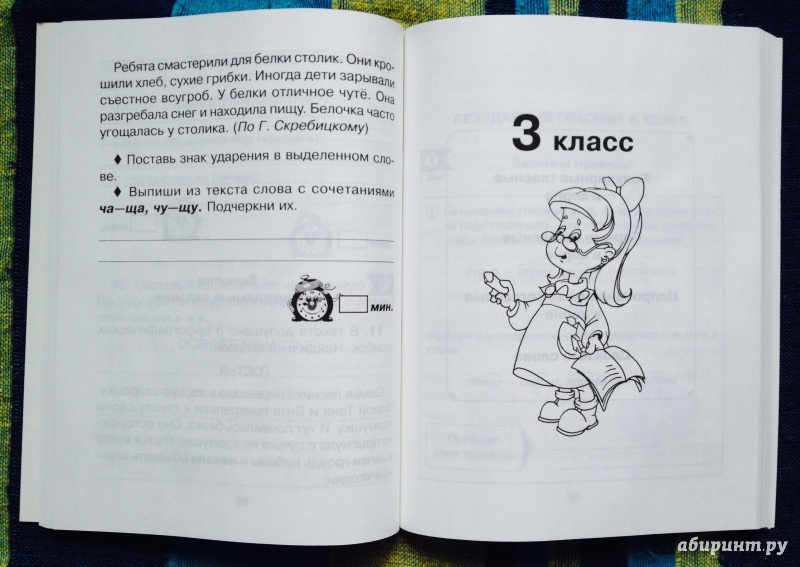 Ребята смастерили для белки столик. Они кро-
шили хлеб, сухие грибки. Иногда дети зарывали
съестное всугроб. У белки отличное чутё. Она
разгребала снег и находила пищу. Белочка часто
угощалась у столика. (По Г. Скребицкому)
♦ Поставь знак ударения в выделенном сло-
ве.
♦ Выпиши из текста слова с сочетаниями
ча—ща, чу—щу. Подчеркни их.
мин.
3 класс
абиринт.ру